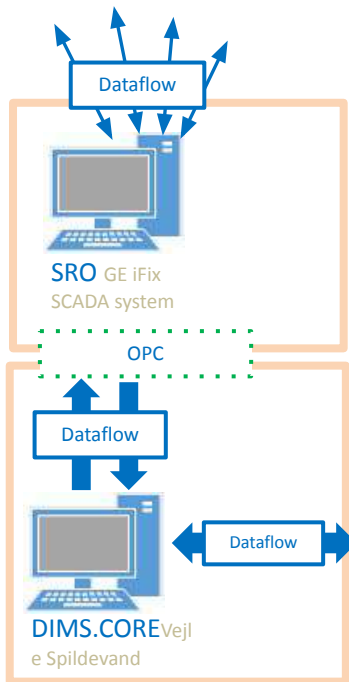 Dataflow
SRO GE iFix
SCADA system
OPC
Dataflow
Dataflow
DIMS.COREVejl
e Spildevand